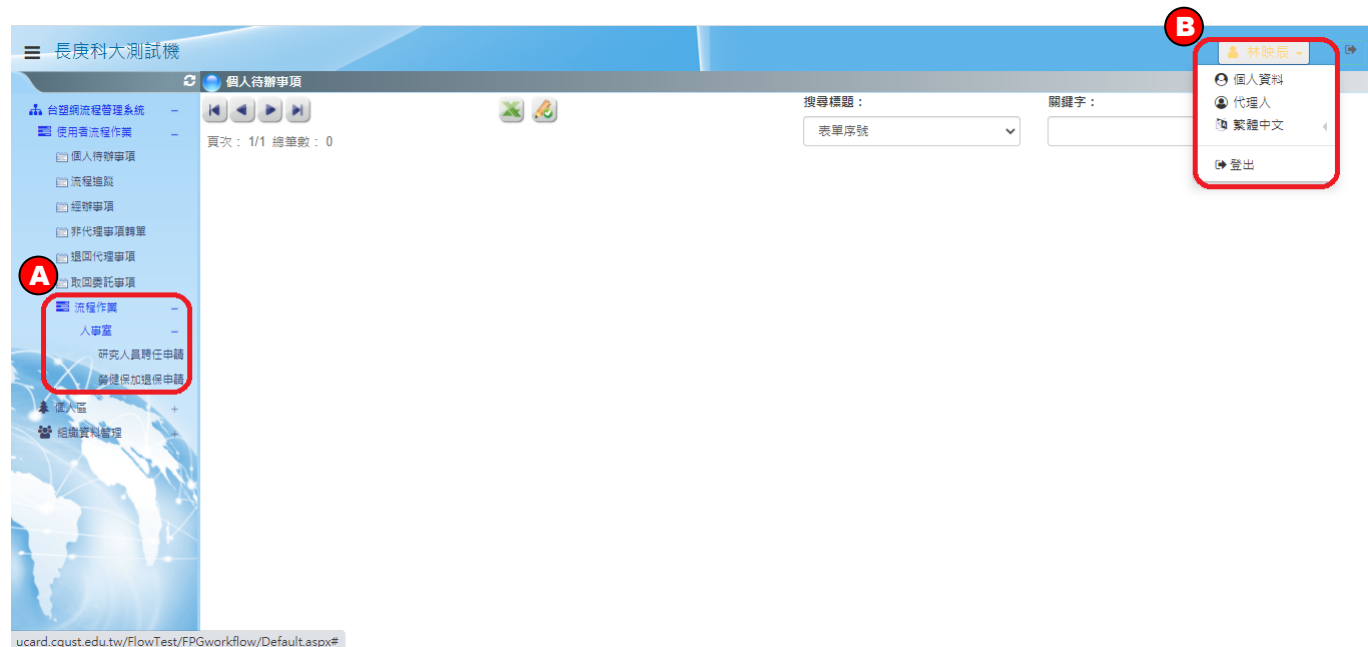 B
長庚科大測試機
林映辰
個人待辦事項
個人資料
代理人
繁體中文
登出
搜尋標題：
關鍵字：
表單序號
頁次： 1/1 總筆數： 0
台塑網流程管理系統
使用者流程作業
個人待辦事項
流程追蹤
經辦事項
非代理事項轉單
退回代理事項
A
取回委託事項
流程作業
人事室
研究人員聘任申請
勞健保加退保申請
個人區
組織資料管理
ucard.cgust.edu.tw/FlowTest/FPGworkflow/Default.aspx#